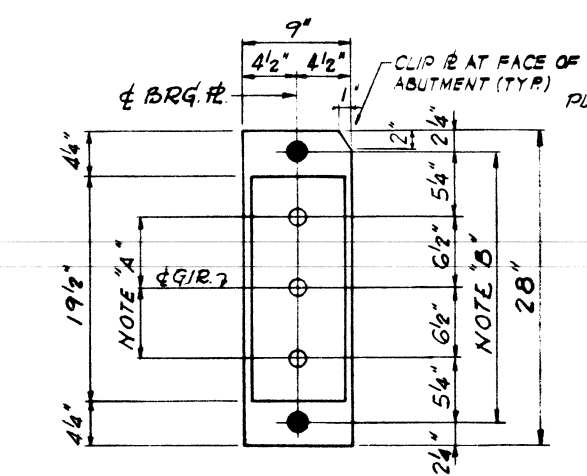 9"
4½" 4½"
CLIP ℄ AT FACE OF
ABUTMENT (TYP.)
PL
℄ BRG. ℄.
1"
2"
2¼"
4¼"
5¼"
6½"
NOTE "A"
℄ GIR.
19½"
NOTE "B"
28"
6½"
5¼"
4¼"
2¼"